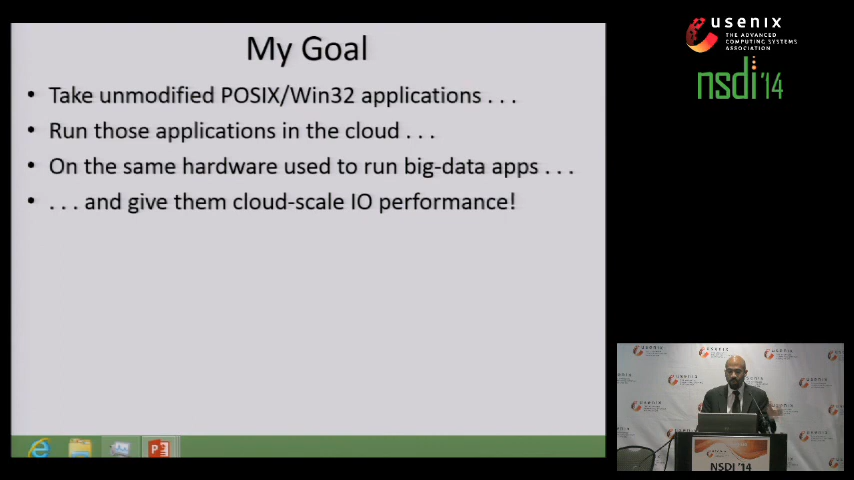 My Goal
• Take unmodified POSIX/Win32 applications . . .
• Run those applications in the cloud . . .
• On the same hardware used to run big-data apps . . .
• . . . and give them cloud-scale IO performance!
usenix
THE ADVANCED
COMPUTING SYSTEMS
ASSOCIATION
nsdi '14
usenix
NSDI '14